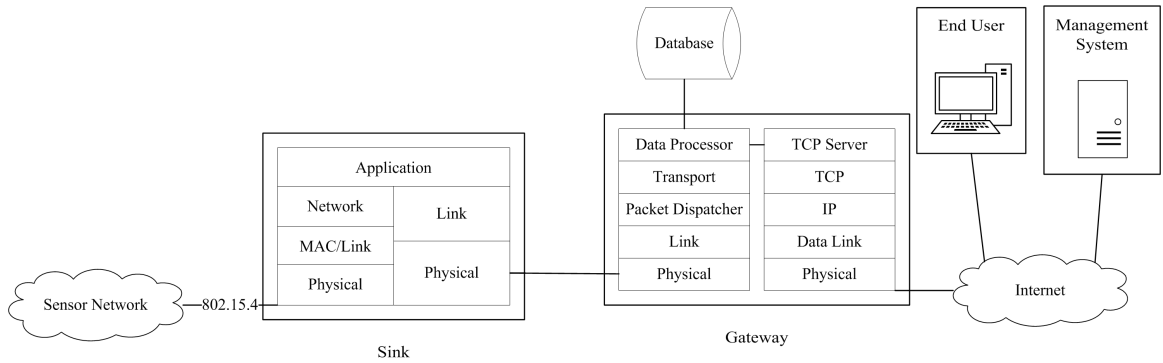 Sensor Network
802.15.4
Application
Network
MAC/Link
Physical
Link
Physical
Sink
Database
Data Processor
Transport
Packet Dispatcher
Link
Physical
TCP Server
TCP
IP
Data Link
Physical
Gateway
End User
Management
System
Internet